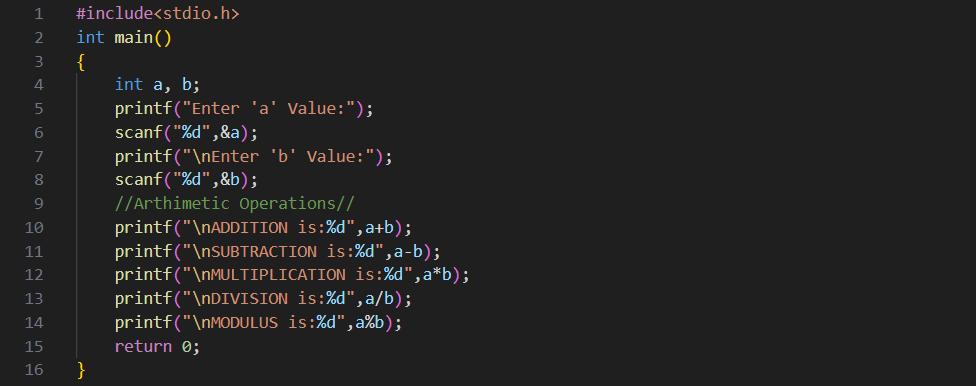 1 #include<stdio.h>
2 int main()
3 {
4     int a, b;
5     printf("Enter 'a' Value:");
6     scanf("%d",&a);
7     printf("\nEnter 'b' Value:");
8     scanf("%d",&b);
9     //Arthimetic Operations//
10     printf("\nADDITION is:%d",a+b);
11     printf("\nSUBTRACTION is:%d",a-b);
12     printf("\nMULTIPLICATION is:%d",a*b);
13     printf("\nDIVISION is:%d",a/b);
14     printf("\nMODULUS is:%d",a%b);
15     return 0;
16 }